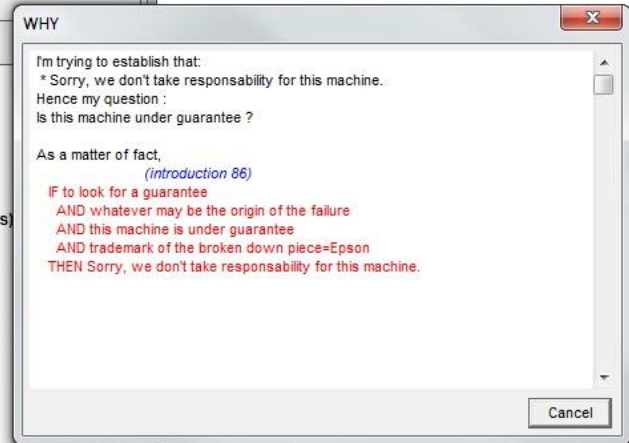 WHY
I'm trying to establish that:
* Sorry, we don't take responsability for this machine.
Hence my question :
Is this machine under guarantee ?
As a matter of fact,
(introduction 86)
IF to look for a guarantee
AND whatever may be the origin of the failure
AND this machine is under guarantee
AND trademark of the broken down piece=Epson
THEN Sorry, we don't take responsability for this machine.
s)
Cancel